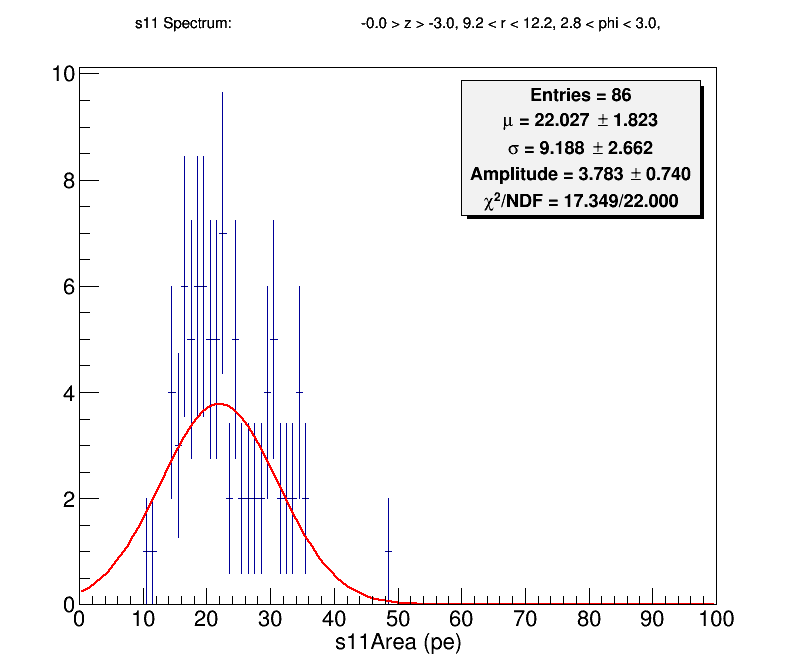 s11 Spectrum: -0.0 > z > -3.0, 9.2 < r < 12.2, 2.8 < phi < 3.0,
Entries = 86
μ = 22.027 ± 1.823
σ = 9.188 ± 2.662
Amplitude = 3.783 ± 0.740
χ²/NDF = 17.349/22.000
10
8
6
4
2
0
0 10 20 30 40 50 60 70 80 90 100
s11Area (pe)